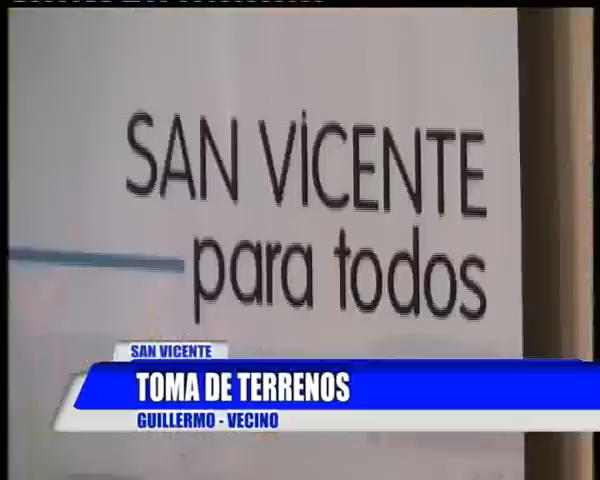 SAN VICENTE
para todos
SAN VICENTE
TOMA DE TERRENOS
GUILLERMO - VECINO